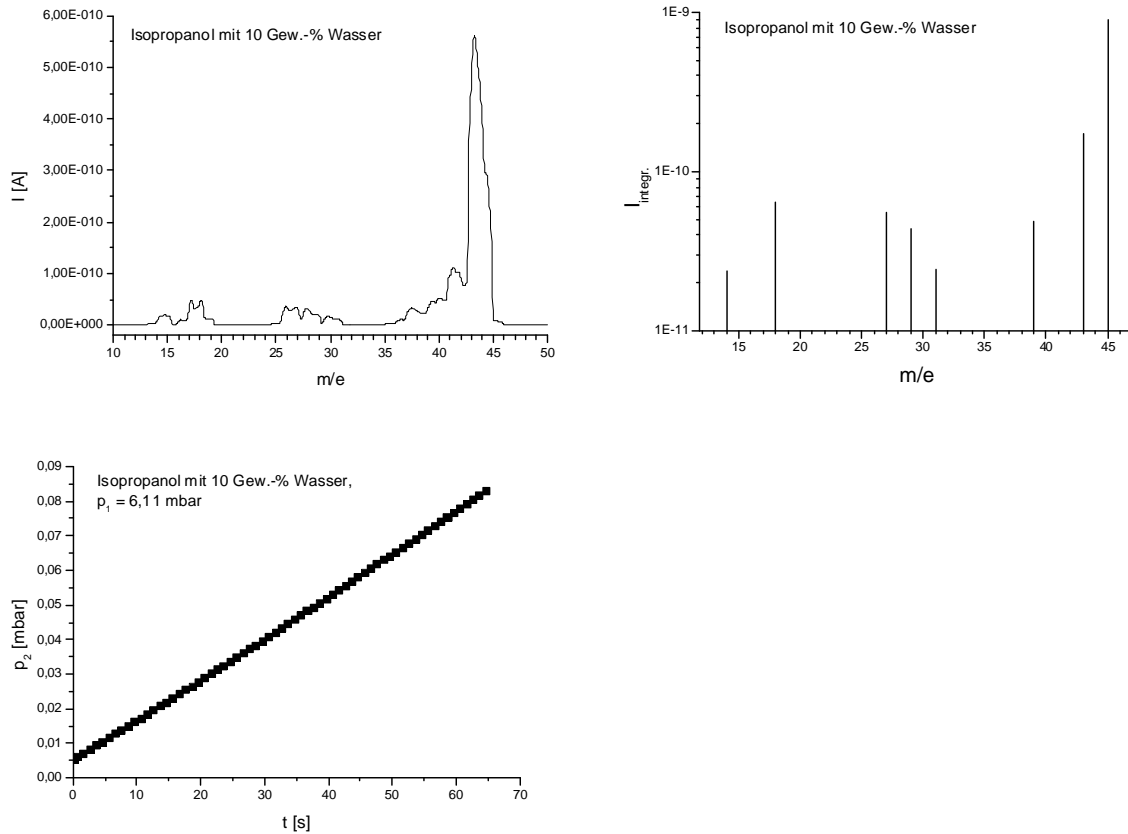 6,00E-010
5,00E-010
4,00E-010
3,00E-010
2,00E-010
1,00E-010
0,00E+000
I [A]
Isopropanol mit 10 Gew.-% Wasser
10 15 20 25 30 35 40 45 50
m/e
1E-9
1E-10
1E-11
I integr.
Isopropanol mit 10 Gew.-% Wasser
15 20 25 30 35 40 45
m/e
0,09
0,08
0,07
0,06
0,05
0,04
0,03
0,02
0,01
0,00
p2 [mbar]
Isopropanol mit 10 Gew.-% Wasser,
p1 = 6,11 mbar
0 10 20 30 40 50 60 70
t [s]